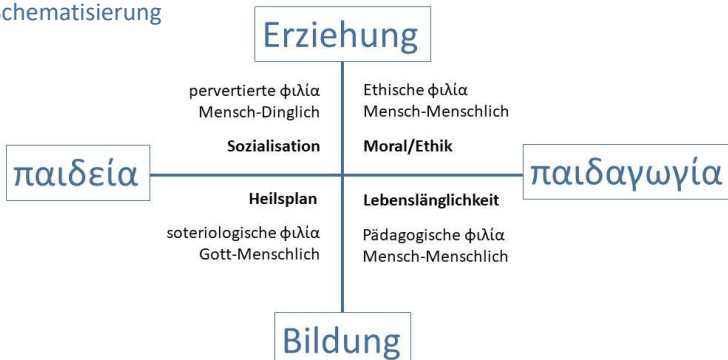 Schematisierung
Erziehung
pervertierte φιλία
Mensch-Dinglich
Sozialisation
Ethische φιλία
Mensch-Menschlich
Moral/Ethik
παιδεία
παιδαγωγία
Heilsplan
soteriologische φιλία
Gott-Menschlich
Lebenslänglichkeit
Pädagogische φιλία
Mensch-Menschlich
Bildung